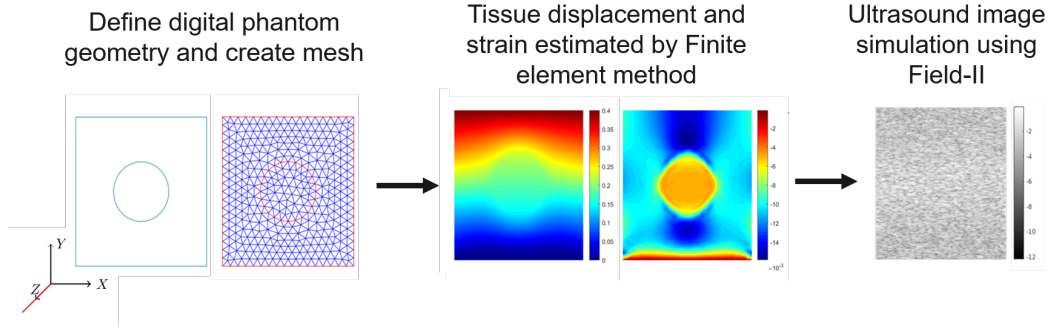 Define digital phantom
geometry and create mesh
Tissue displacement and
strain estimated by Finite
element method
Ultrasound image
simulation using
Field-II
Y
X
Z
0.4
0.35
0.3
0.25
0.2
0.15
0.1
0.05
0
-2
-4
-6
-8
-10
-12
-14
×10⁻³
-2
-4
-6
-8
-10
-12